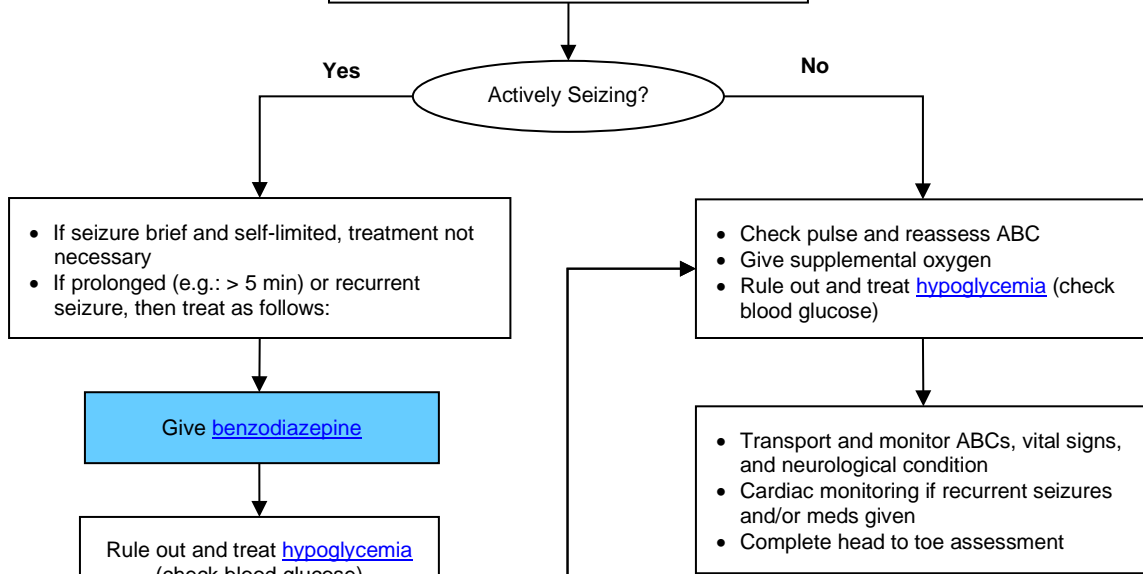 Actively Seizing?
Yes
No
• If seizure brief and self-limited, treatment not
necessary
• If prolonged (e.g.: > 5 min) or recurrent
seizure, then treat as follows:
Give benzodiazepine
Rule out and treat hypoglycemia
(check blood glucose)
• Check pulse and reassess ABC
• Give supplemental oxygen
• Rule out and treat hypoglycemia (check
blood glucose)
• Transport and monitor ABCs, vital signs,
and neurological condition
• Cardiac monitoring if recurrent seizures
and/or meds given
• Complete head to toe assessment